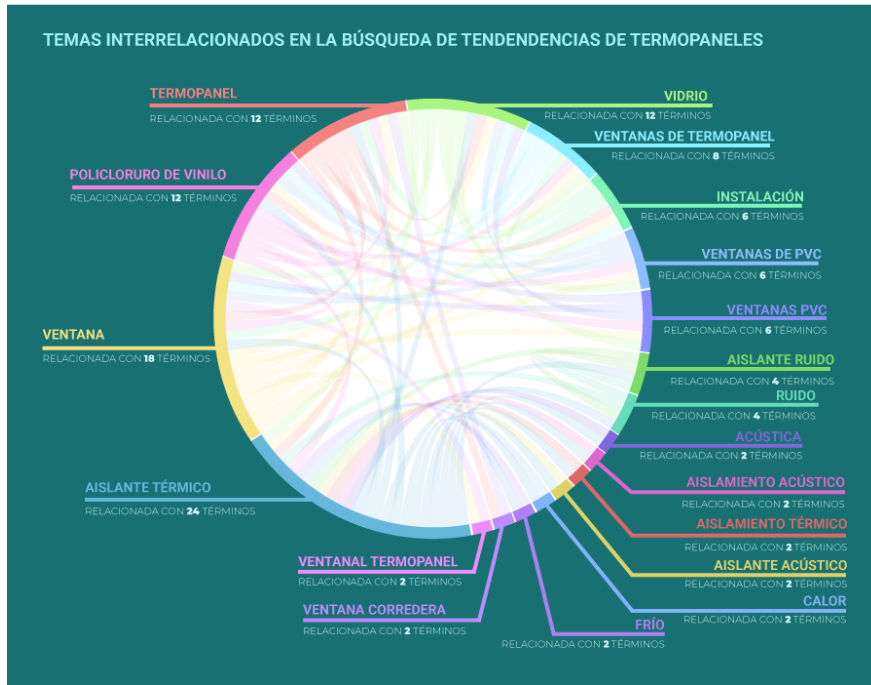 TEMAS INTERRELACIONADOS EN LA BÚSQUEDA DE TENDENDENCIAS DE TERMOPANELES
TERMOPANEL
RELACIONADA CON 12 TÉRMINOS
POLICLORURO DE VINILO
RELACIONADA CON 12 TÉRMINOS
VENTANA
RELACIONADA CON 18 TÉRMINOS
AISLANTE TÉRMICO
RELACIONADA CON 24 TÉRMINOS
VENTANAL TERMOPANEL
RELACIONADA CON 2 TÉRMINOS
VENTANA CORREDERA
RELACIONADA CON 2 TÉRMINOS
VIDRIO
RELACIONADA CON 12 TÉRMINOS
VENTANAS DE TERMOPANEL
RELACIONADA CON 8 TÉRMINOS
INSTALACIÓN
RELACIONADA CON 6 TÉRMINOS
VENTANAS DE PVC
RELACIONADA CON 6 TÉRMINOS
VENTANAS PVC
RELACIONADA CON 6 TÉRMINOS
AISLANTE RUIDO
RELACIONADA CON 4 TÉRMINOS
RUIDO
RELACIONADA CON 4 TÉRMINOS
ACÚSTICA
RELACIONADA CON 2 TÉRMINOS
AISLAMIENTO ACÚSTICO
RELACIONADA CON 2 TÉRMINOS
AISLAMIENTO TÉRMICO
RELACIONADA CON 2 TÉRMINOS
AISLANTE ACÚSTICO
RELACIONADA CON 2 TÉRMINOS
CALOR
RELACIONADA CON 2 TÉRMINOS
FRÍO
RELACIONADA CON 2 TÉRMINOS